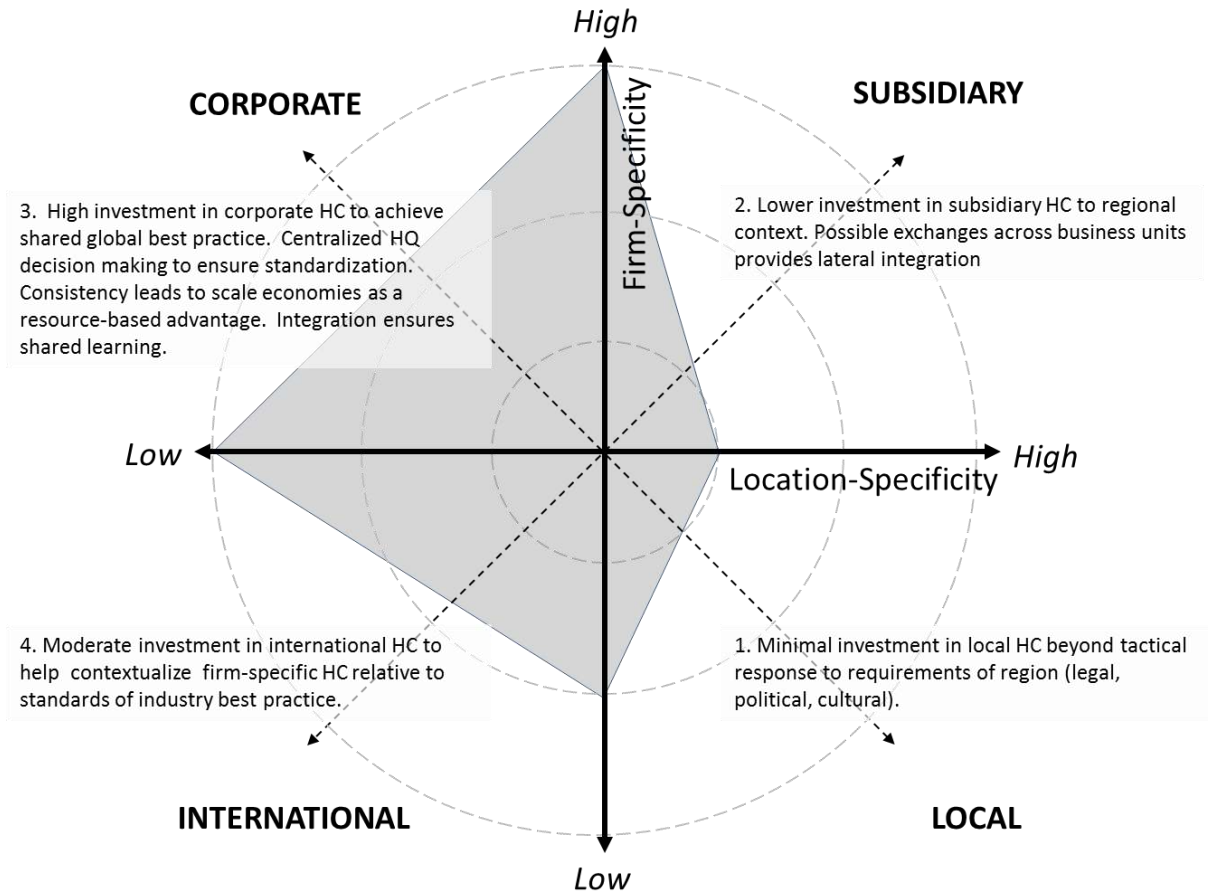 High
CORPORATE
SUBSIDIARY
Firm-Specificity
3. High investment in corporate HC to achieve
shared global best practice. Centralized HQ
decision making to ensure standardization.
Consistency leads to scale economies as a
resource-based advantage. Integration ensures
shared learning.
2. Lower investment in subsidiary HC to regional
context. Possible exchanges across business units
provides lateral integration
Low
High
Location-Specificity
4. Moderate investment in international HC to
help contextualize firm-specific HC relative to
standards of industry best practice.
1. Minimal investment in local HC beyond tactical
response to requirements of region (legal,
political, cultural).
INTERNATIONAL
LOCAL
Low